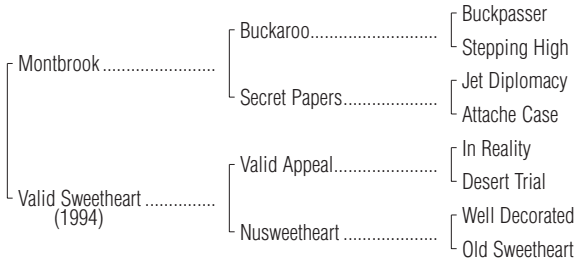 Buckpasser
Buckaroo
Stepping High
Montbrook
Jet Diplomacy
Secret Papers
Attache Case
In Reality
Valid Appeal
Desert Trial
Valid Sweetheart
(1994)
Well Decorated
Nusweetheart
Old Sweetheart